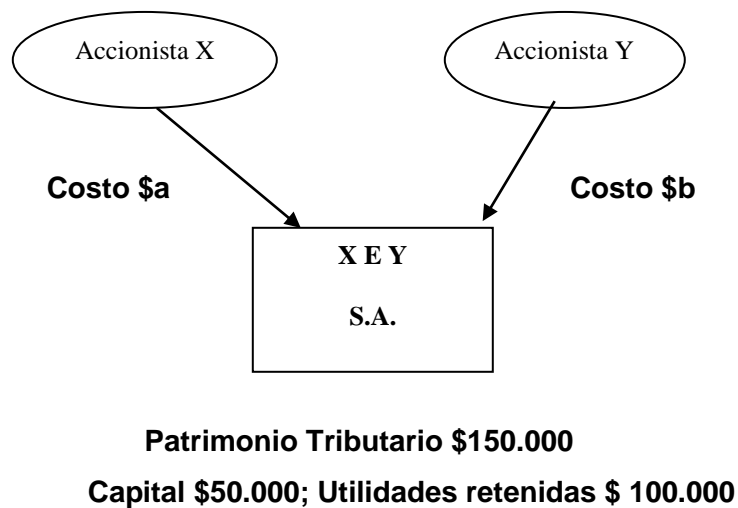 Accionista X
Accionista Y
Costo $a
Costo $b
X E Y
S.A.
Patrimonio Tributario $150.000
Capital $50.000; Utilidades retenidas $ 100.000